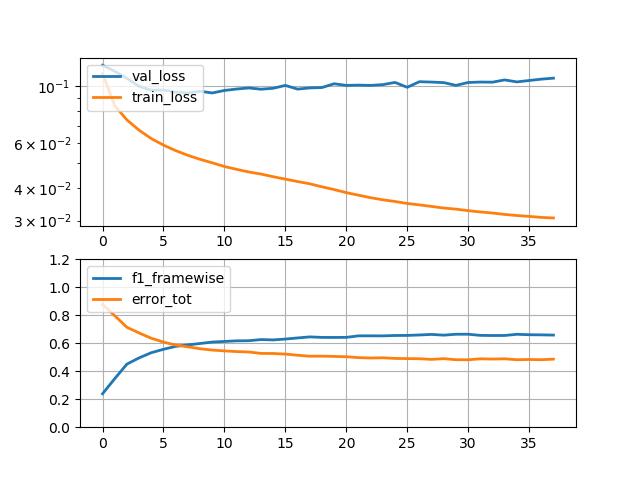 val_loss
train_loss
10⁻¹
6 × 10⁻²
4 × 10⁻²
3 × 10⁻²
0 5 10 15 20 25 30 35
f1_framewise
error_tot
1.2
1.0
0.8
0.6
0.4
0.2
0.0
0 5 10 15 20 25 30 35